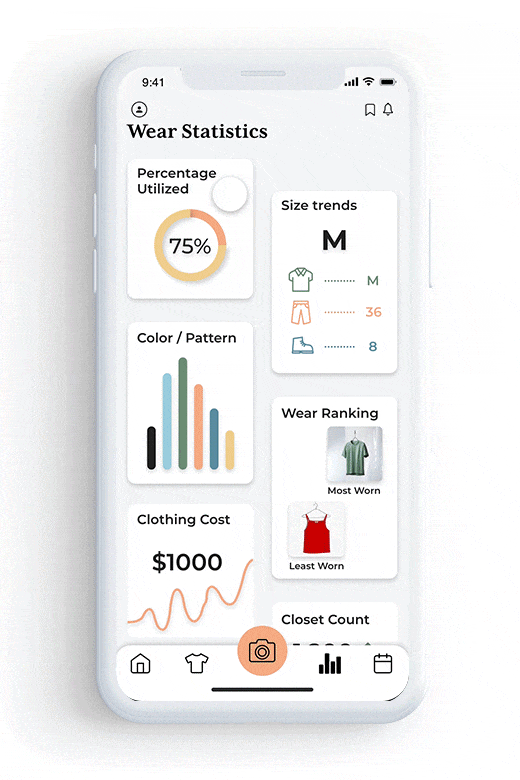 9:41
Wear Statistics
Percentage
Utilized
75%
Size trends
M
M
36
8
Color / Pattern
Wear Ranking
Most Worn
Least Worn
Clothing Cost
$1000
Closet Count